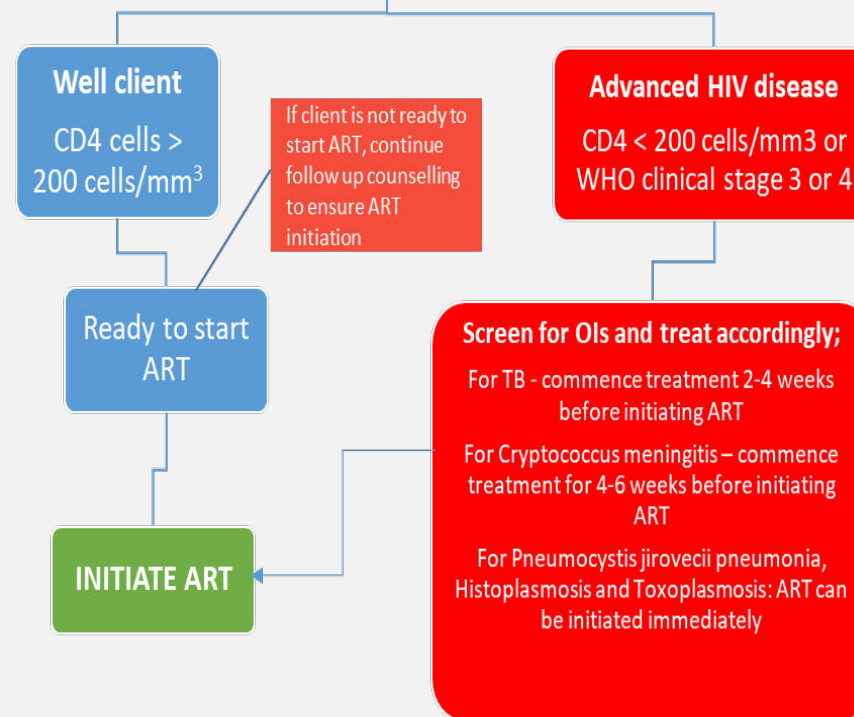 Well client
CD4 cells >
200 cells/mm³
If client is not ready to
start ART, continue
follow up counselling
to ensure ART
initiation
Advanced HIV disease
CD4 < 200 cells/mm3 or
WHO clinical stage 3 or 4
Ready to start
ART
Screen for OIs and treat accordingly;
For TB - commence treatment 2-4 weeks
before initiating ART
For Cryptococcus meningitis – commence
treatment for 4-6 weeks before initiating
ART
For Pneumocystis jirovecii pneumonia,
Histoplasmosis and Toxoplasmosis: ART can
be initiated immediately
INITIATE ART